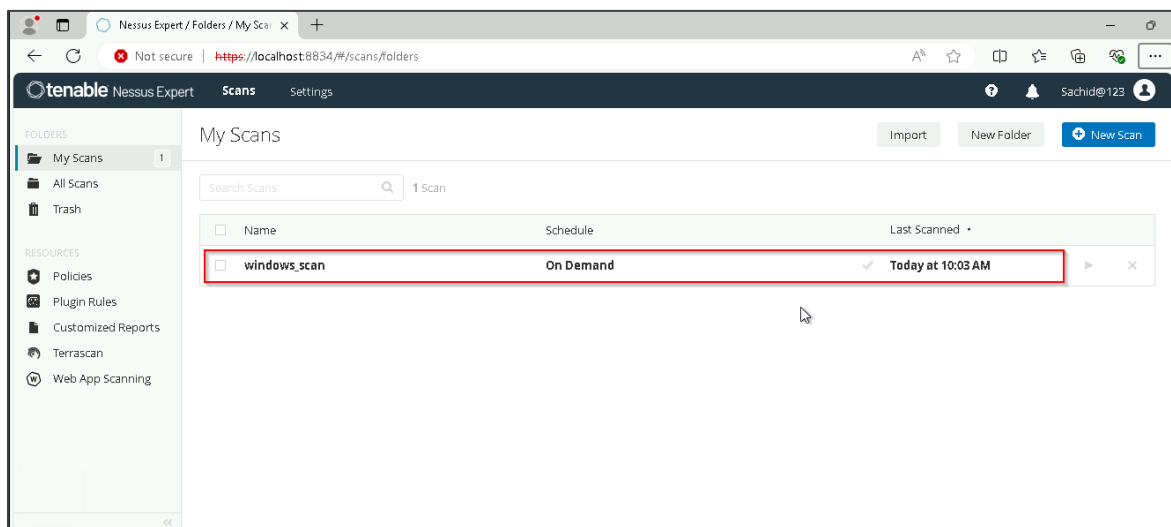 Nessus Expert / Folders / My Scar
Not secure https://localhost:8834/#/scans/folders
tenable Nessus Expert Scans Settings Sachid@123
FOLDERS
My Scans 1
All Scans
Trash
RESOURCES
Policies
Plugin Rules
Customized Reports
Terrascan
Web App Scanning
My Scans
Import New Folder New Scan
Search Scans 1 Scan
Name Schedule Last Scanned
windows_scan On Demand Today at 10:03 AM